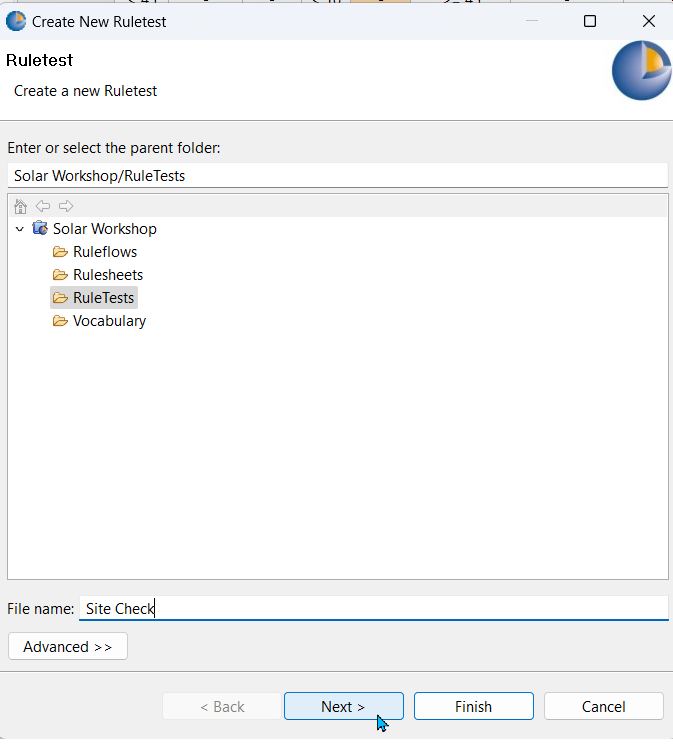 Create New Ruletest
Ruletest
Create a new Ruletest
Enter or select the parent folder:
Solar Workshop/RuleTests
Solar Workshop
Ruleflows
Rulesheets
RuleTests
Vocabulary
File name: Site Check
Advanced >>
< Back Next > Finish Cancel